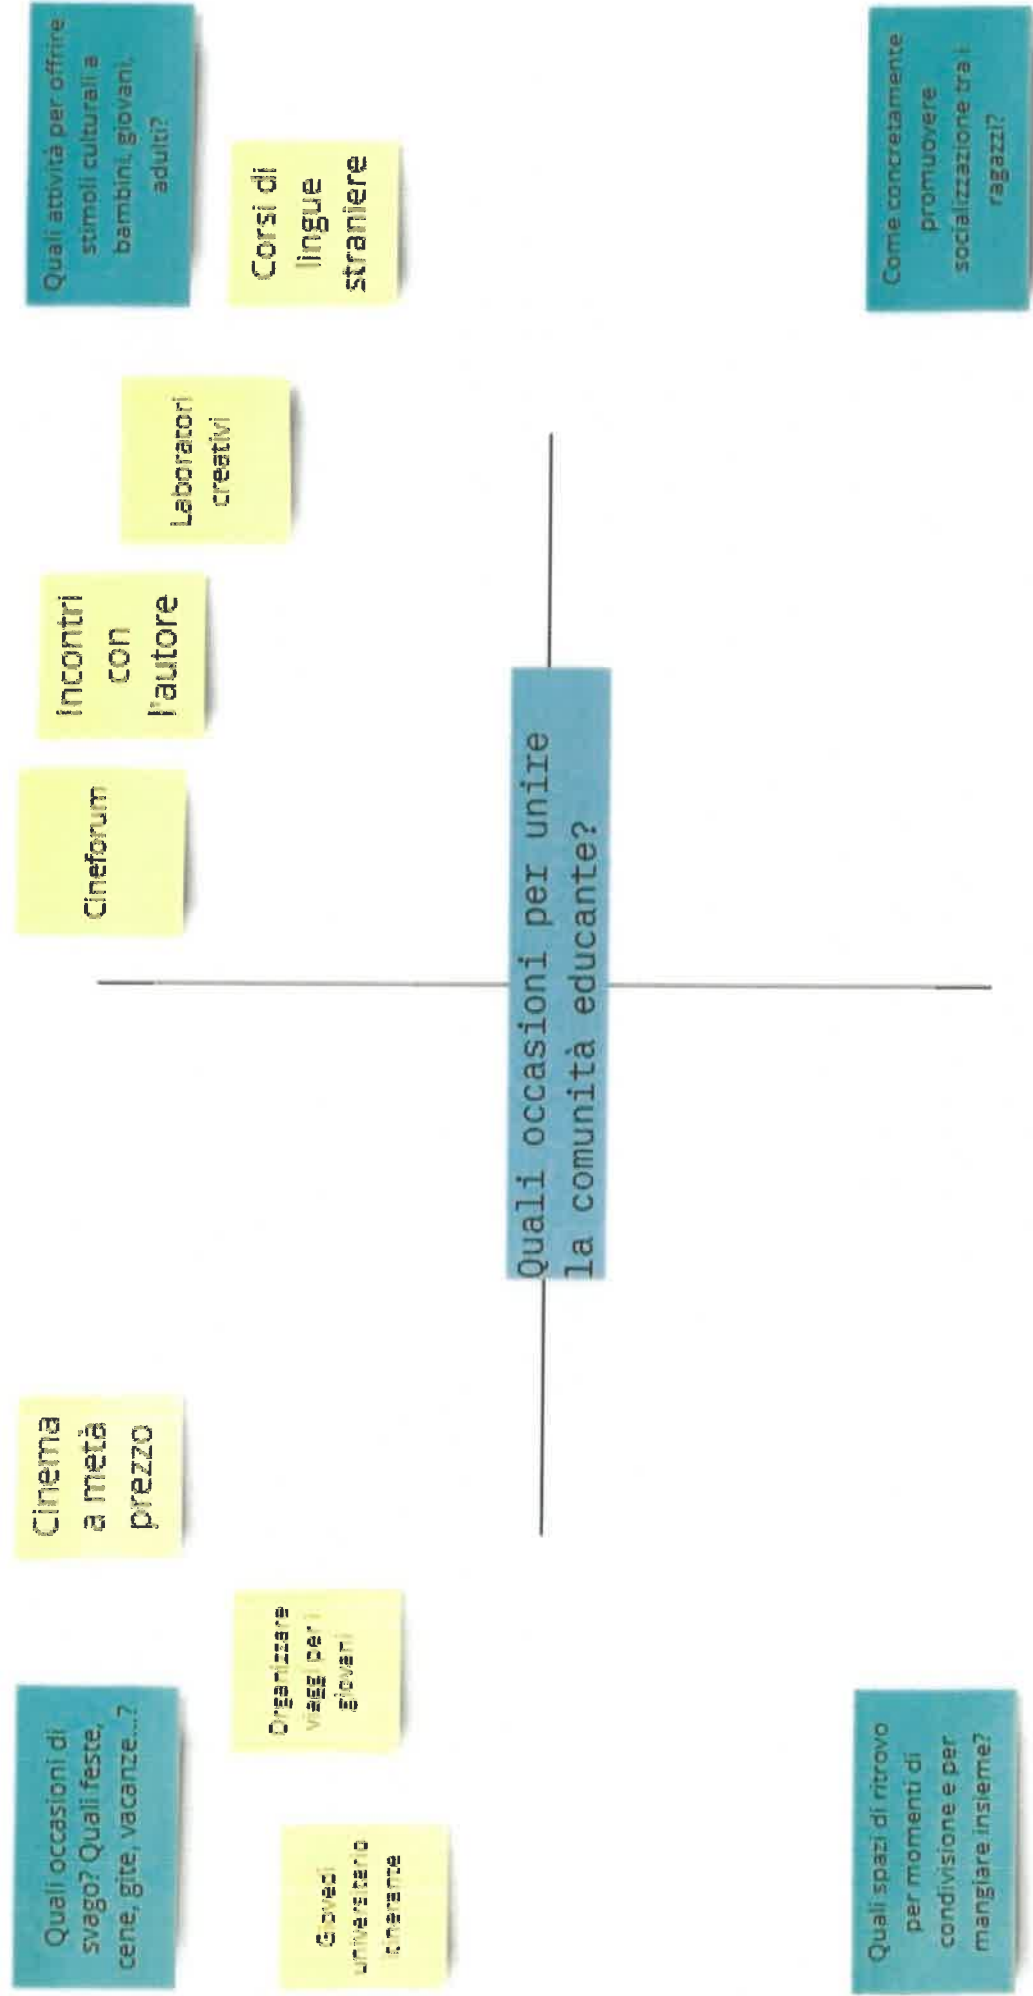 Quali occasioni di
svago? Quali feste,
cene, gite, vacanze...?
Giovedì
universitario
itinerante
Organizzare
viaggi per i
giovani
Cinema
a metà
prezzo
Cineforum
incontri
con
l'autore
Laboratori
creativi
Quali attività per offrire
stimoli culturali a
bambini, giovani,
adulti?
Corsi di
lingue
straniere
Quali occasioni per unire
la comunità educante?
Quali spazi di ritrovo
per momenti di
condivisione e per
mangiare insieme?
Come concretamente
promuovere
socializzazione tra i
ragazzi?